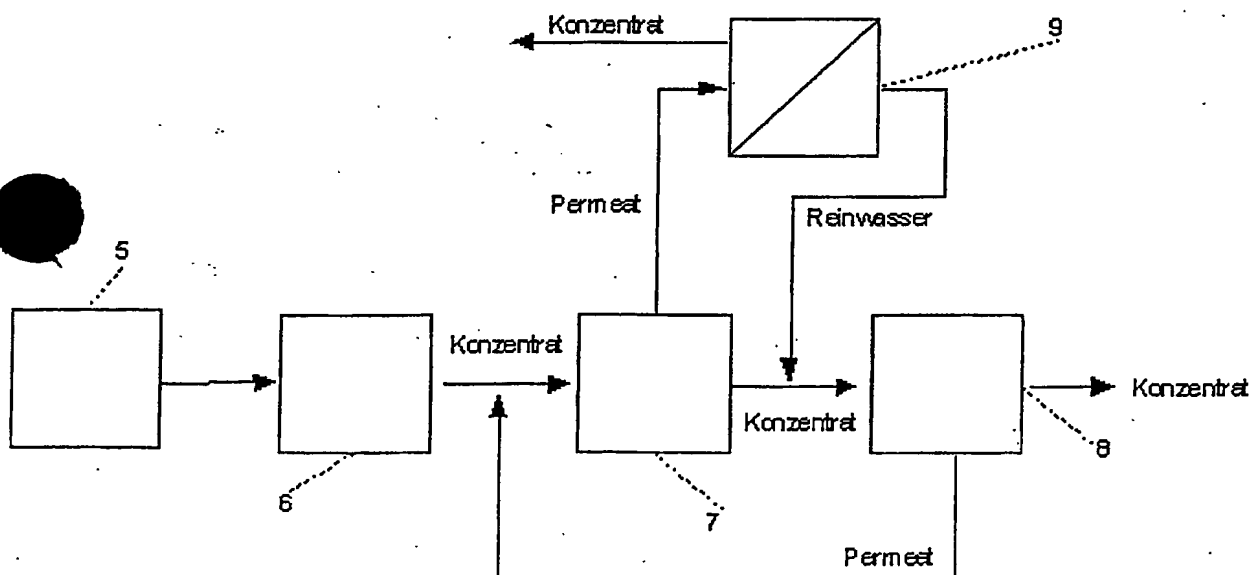 Konzentrat
9
Permeat
Reinwasser
5
Konzentrat
Konzentrat
Konzentrat
8
6
7
Permeat